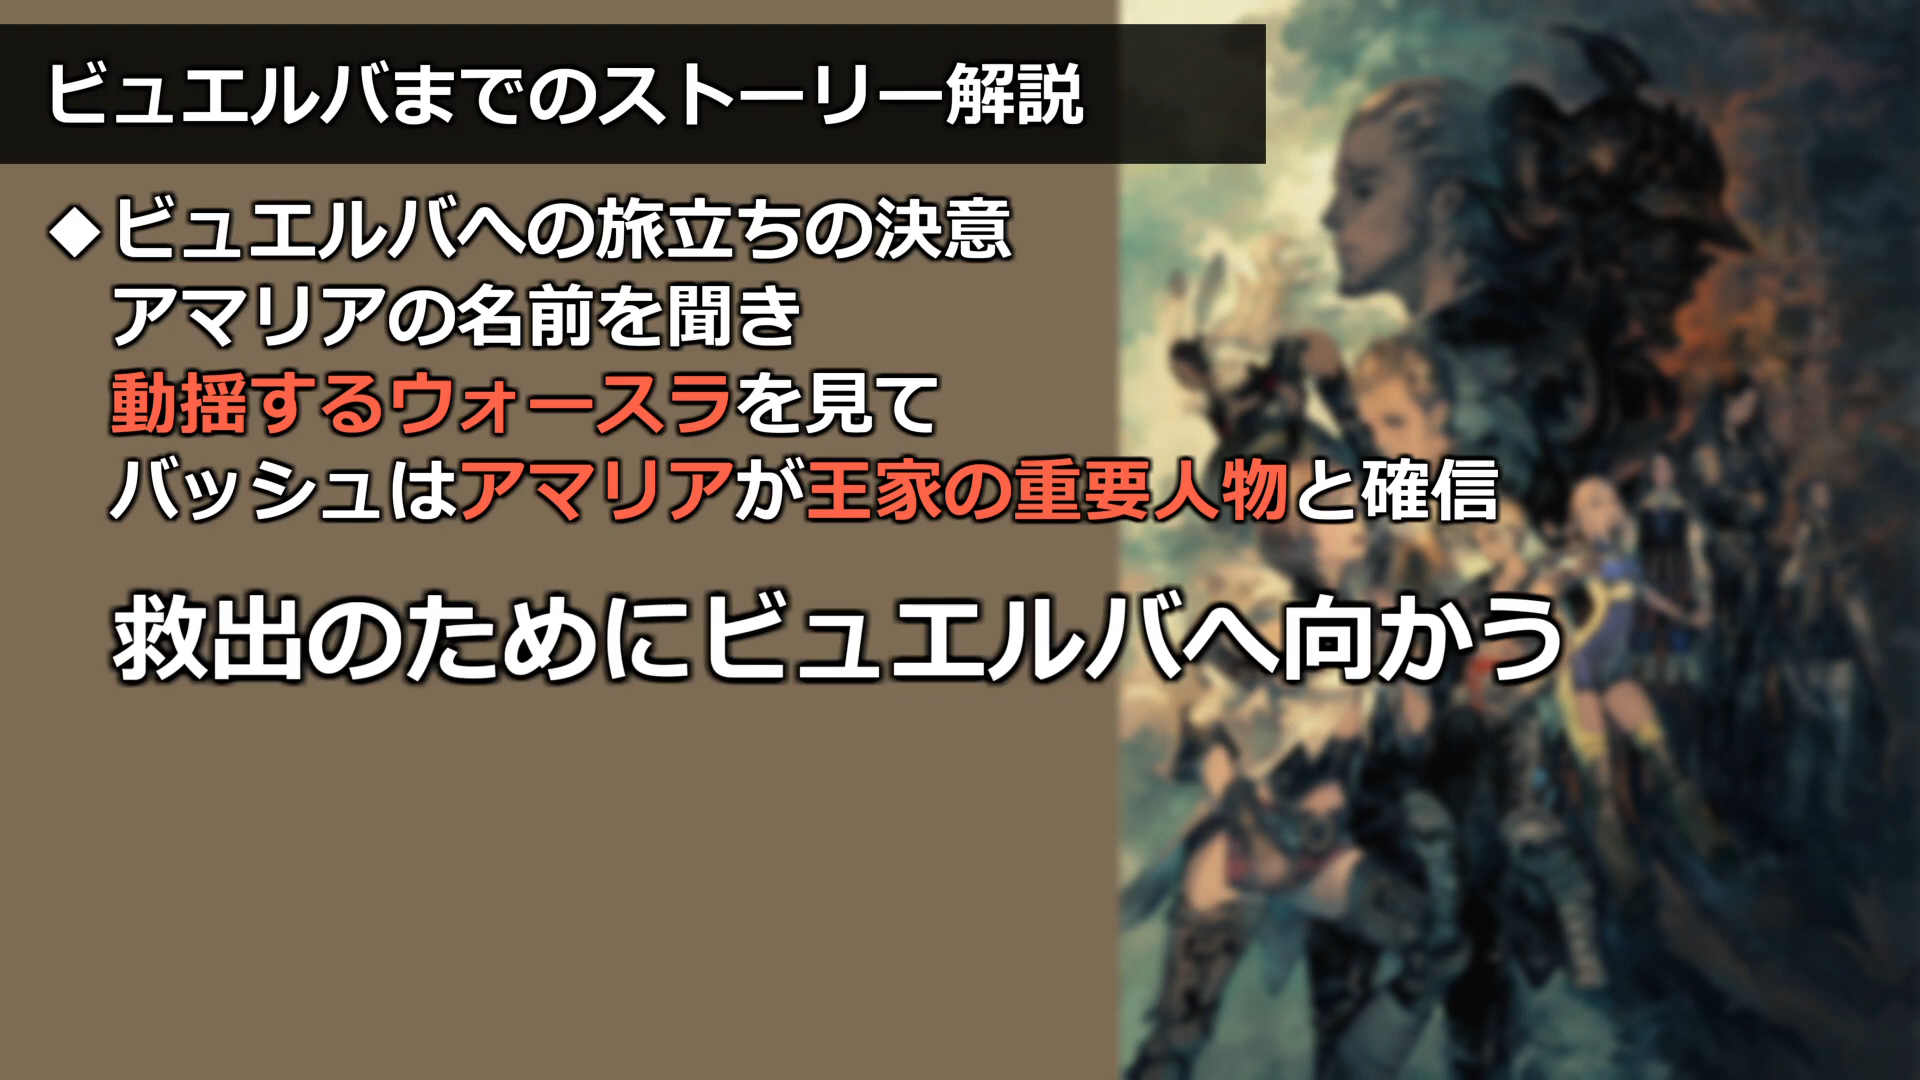 ビュエルバまでのストーリー解説
◆ビュエルバへの旅立ちの決意
アマリアの名前を聞き
動揺するウォースラを見て
バッシュはアマリアが王家の重要人物と確信
救出のためにビュエルバへ向かう